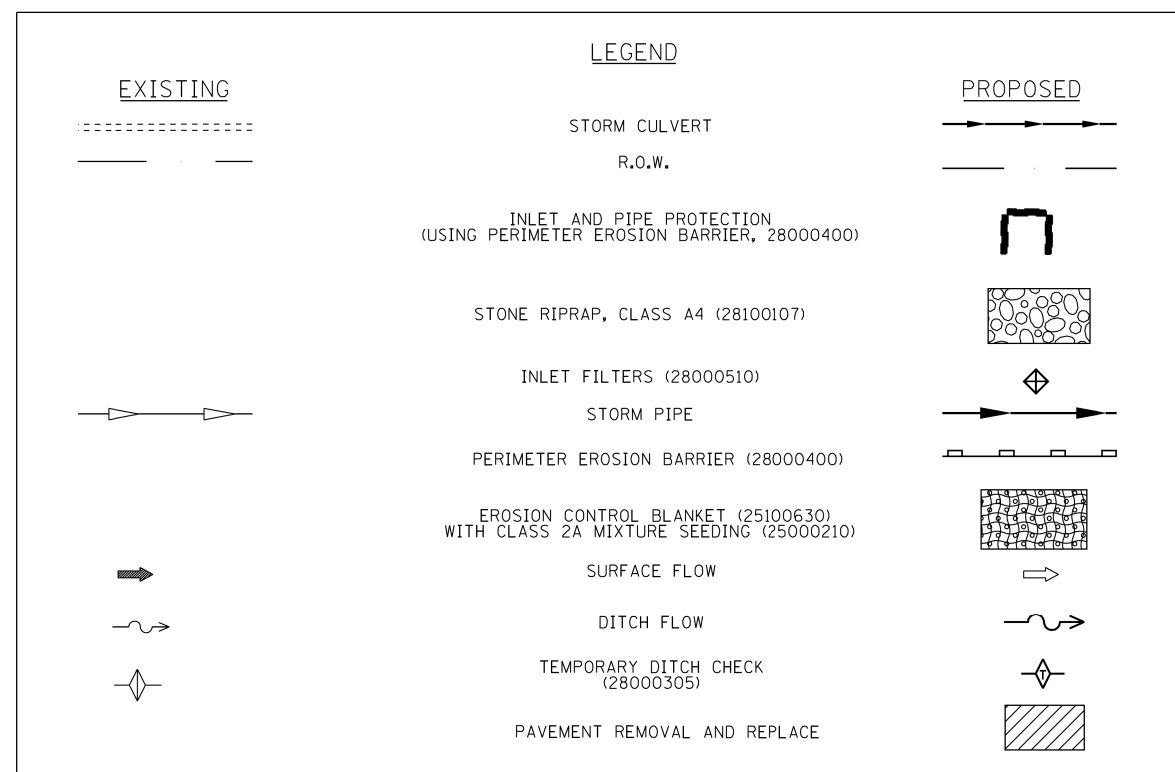 LEGEND
EXISTING
PROPOSED
STORM CULVERT
R.O.W.
INLET AND PIPE PROTECTION
(USING PERIMETER EROSION BARRIER, 28000400)
STONE RIPRAP, CLASS A4 (28100107)
INLET FILTERS (28000510)
STORM PIPE
PERIMETER EROSION BARRIER (28000400)
EROSION CONTROL BLANKET (25100630)
WITH CLASS 2A MIXTURE SEEDING (25000210)
SURFACE FLOW
DITCH FLOW
TEMPORARY DITCH CHECK
(28000305)
T
PAVEMENT REMOVAL AND REPLACE